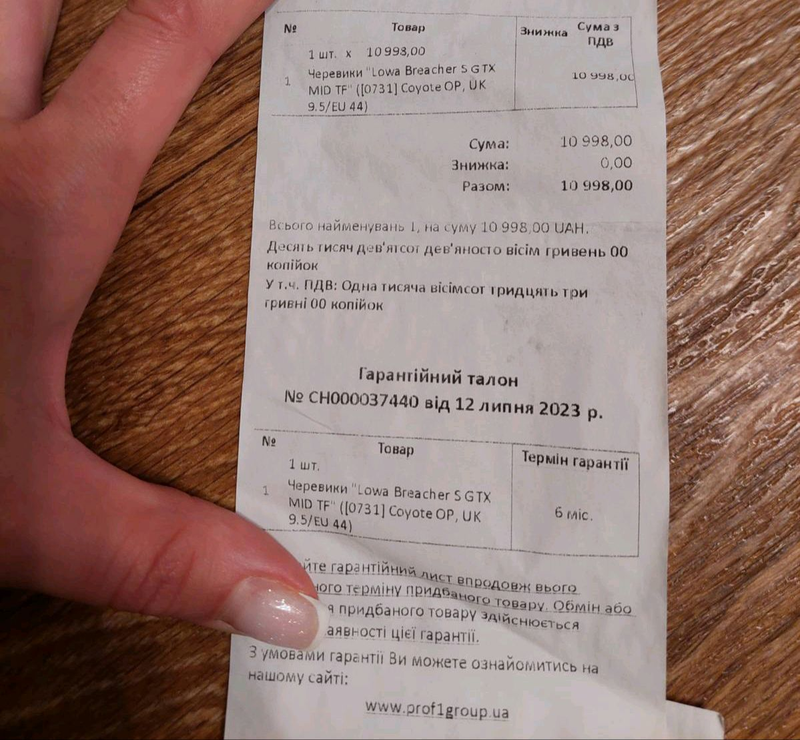 № Товар Знижка Сума з ПДВ
1 шт. x 10 998,00
1 Черевики "Lowa Breacher S GTX MID TF" ([0731] Coyote OP, UK 9.5/EU 44) 10 998,00
Сума: 10 998,00
Знижка: 0,00
Разом: 10 998,00
Всього найменувань 1, на суму 10 998,00 UAH.
Десять тисяч дев'ятсот дев'яносто вісім гривень 00
копійок
У т.ч. ПДВ: Одна тисяча вісімсот тридцять три
гривні 00 копійок
Гарантійний талон
№ СН000037440 від 12 липня 2023 р.
№ Товар Термін гарантії
1 шт.
1 Черевики "Lowa Breacher S GTX MID TF" ([0731] Coyote OP, UK 9.5/EU 44) 6 міс.
гарантійний лист впродовж всього
терміну придбаного товару. Обмін або
придбаного товару здійснюється
цієї гарантії.
З умовами гарантії Ви можете ознайомитись на
нашому сайті:
www.prof1group.ua